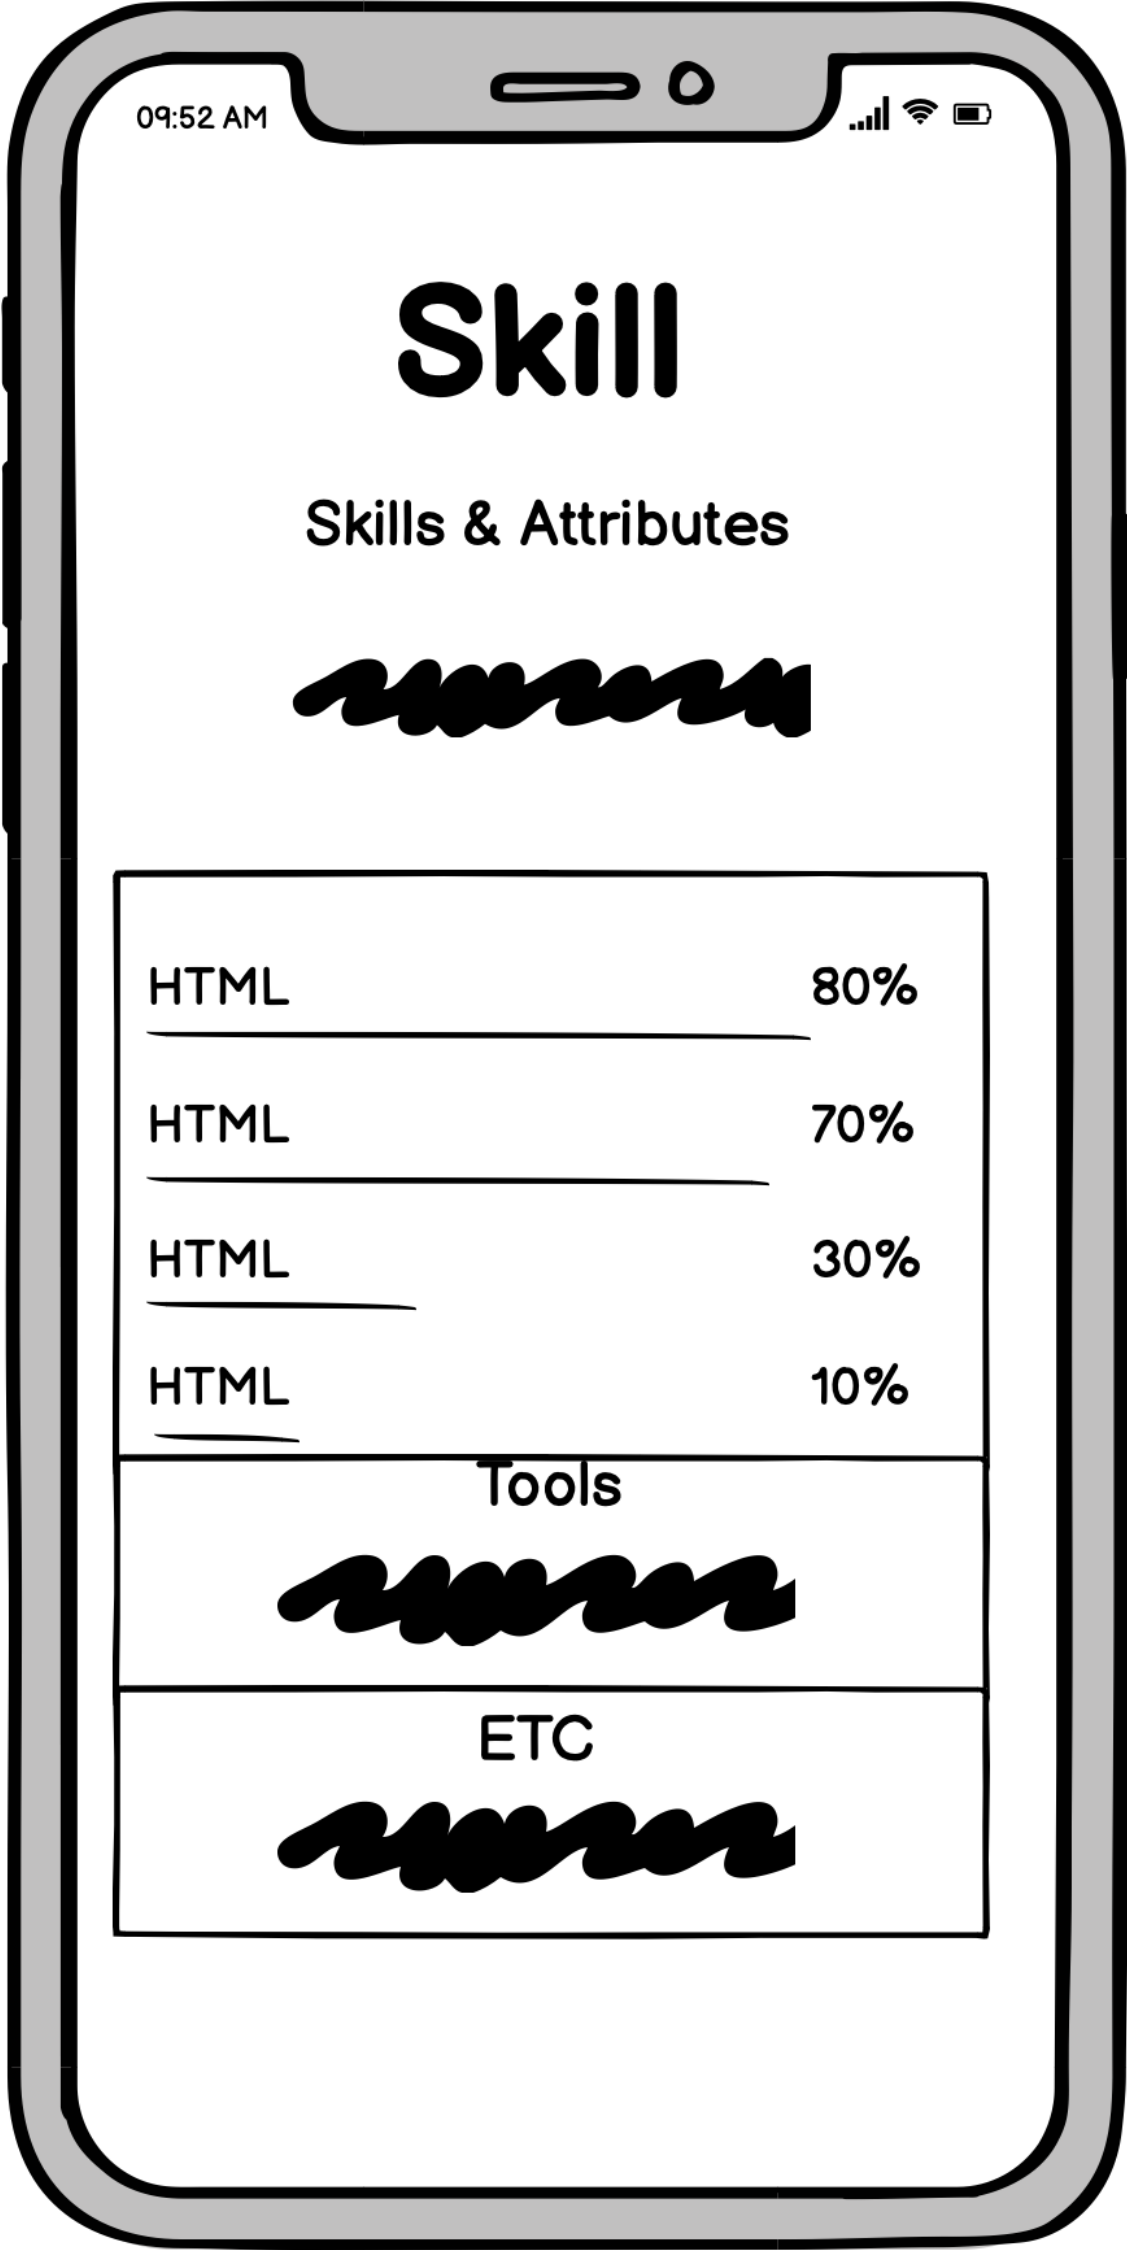 09:52 AM
Skill
Skills & Attributes
HTML 80%
HTML 70%
HTML 30%
HTML 10%
Tools
ETC